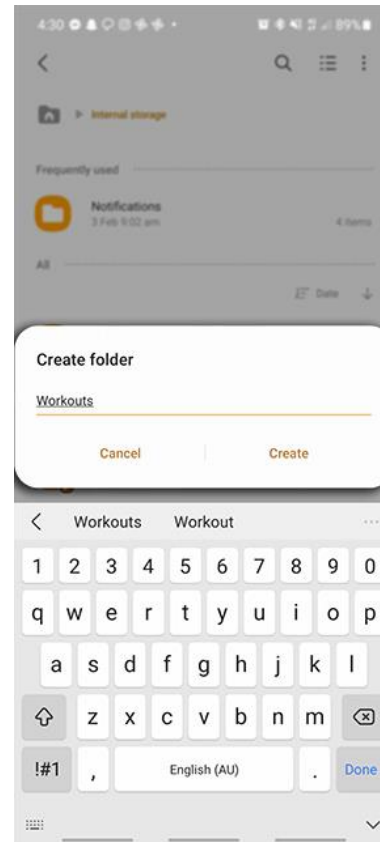 4:30
89%
Internal storage
Frequently used
Notifications
3 Feb 9:02 am
4 items
All
Date
Create folder
Workouts
Cancel
Create
Workouts Workout
1 2 3 4 5 6 7 8 9 0
q w e r t y u i o p
a s d f g h j k l
z x c v b n m
!#1 , English (AU) . Done